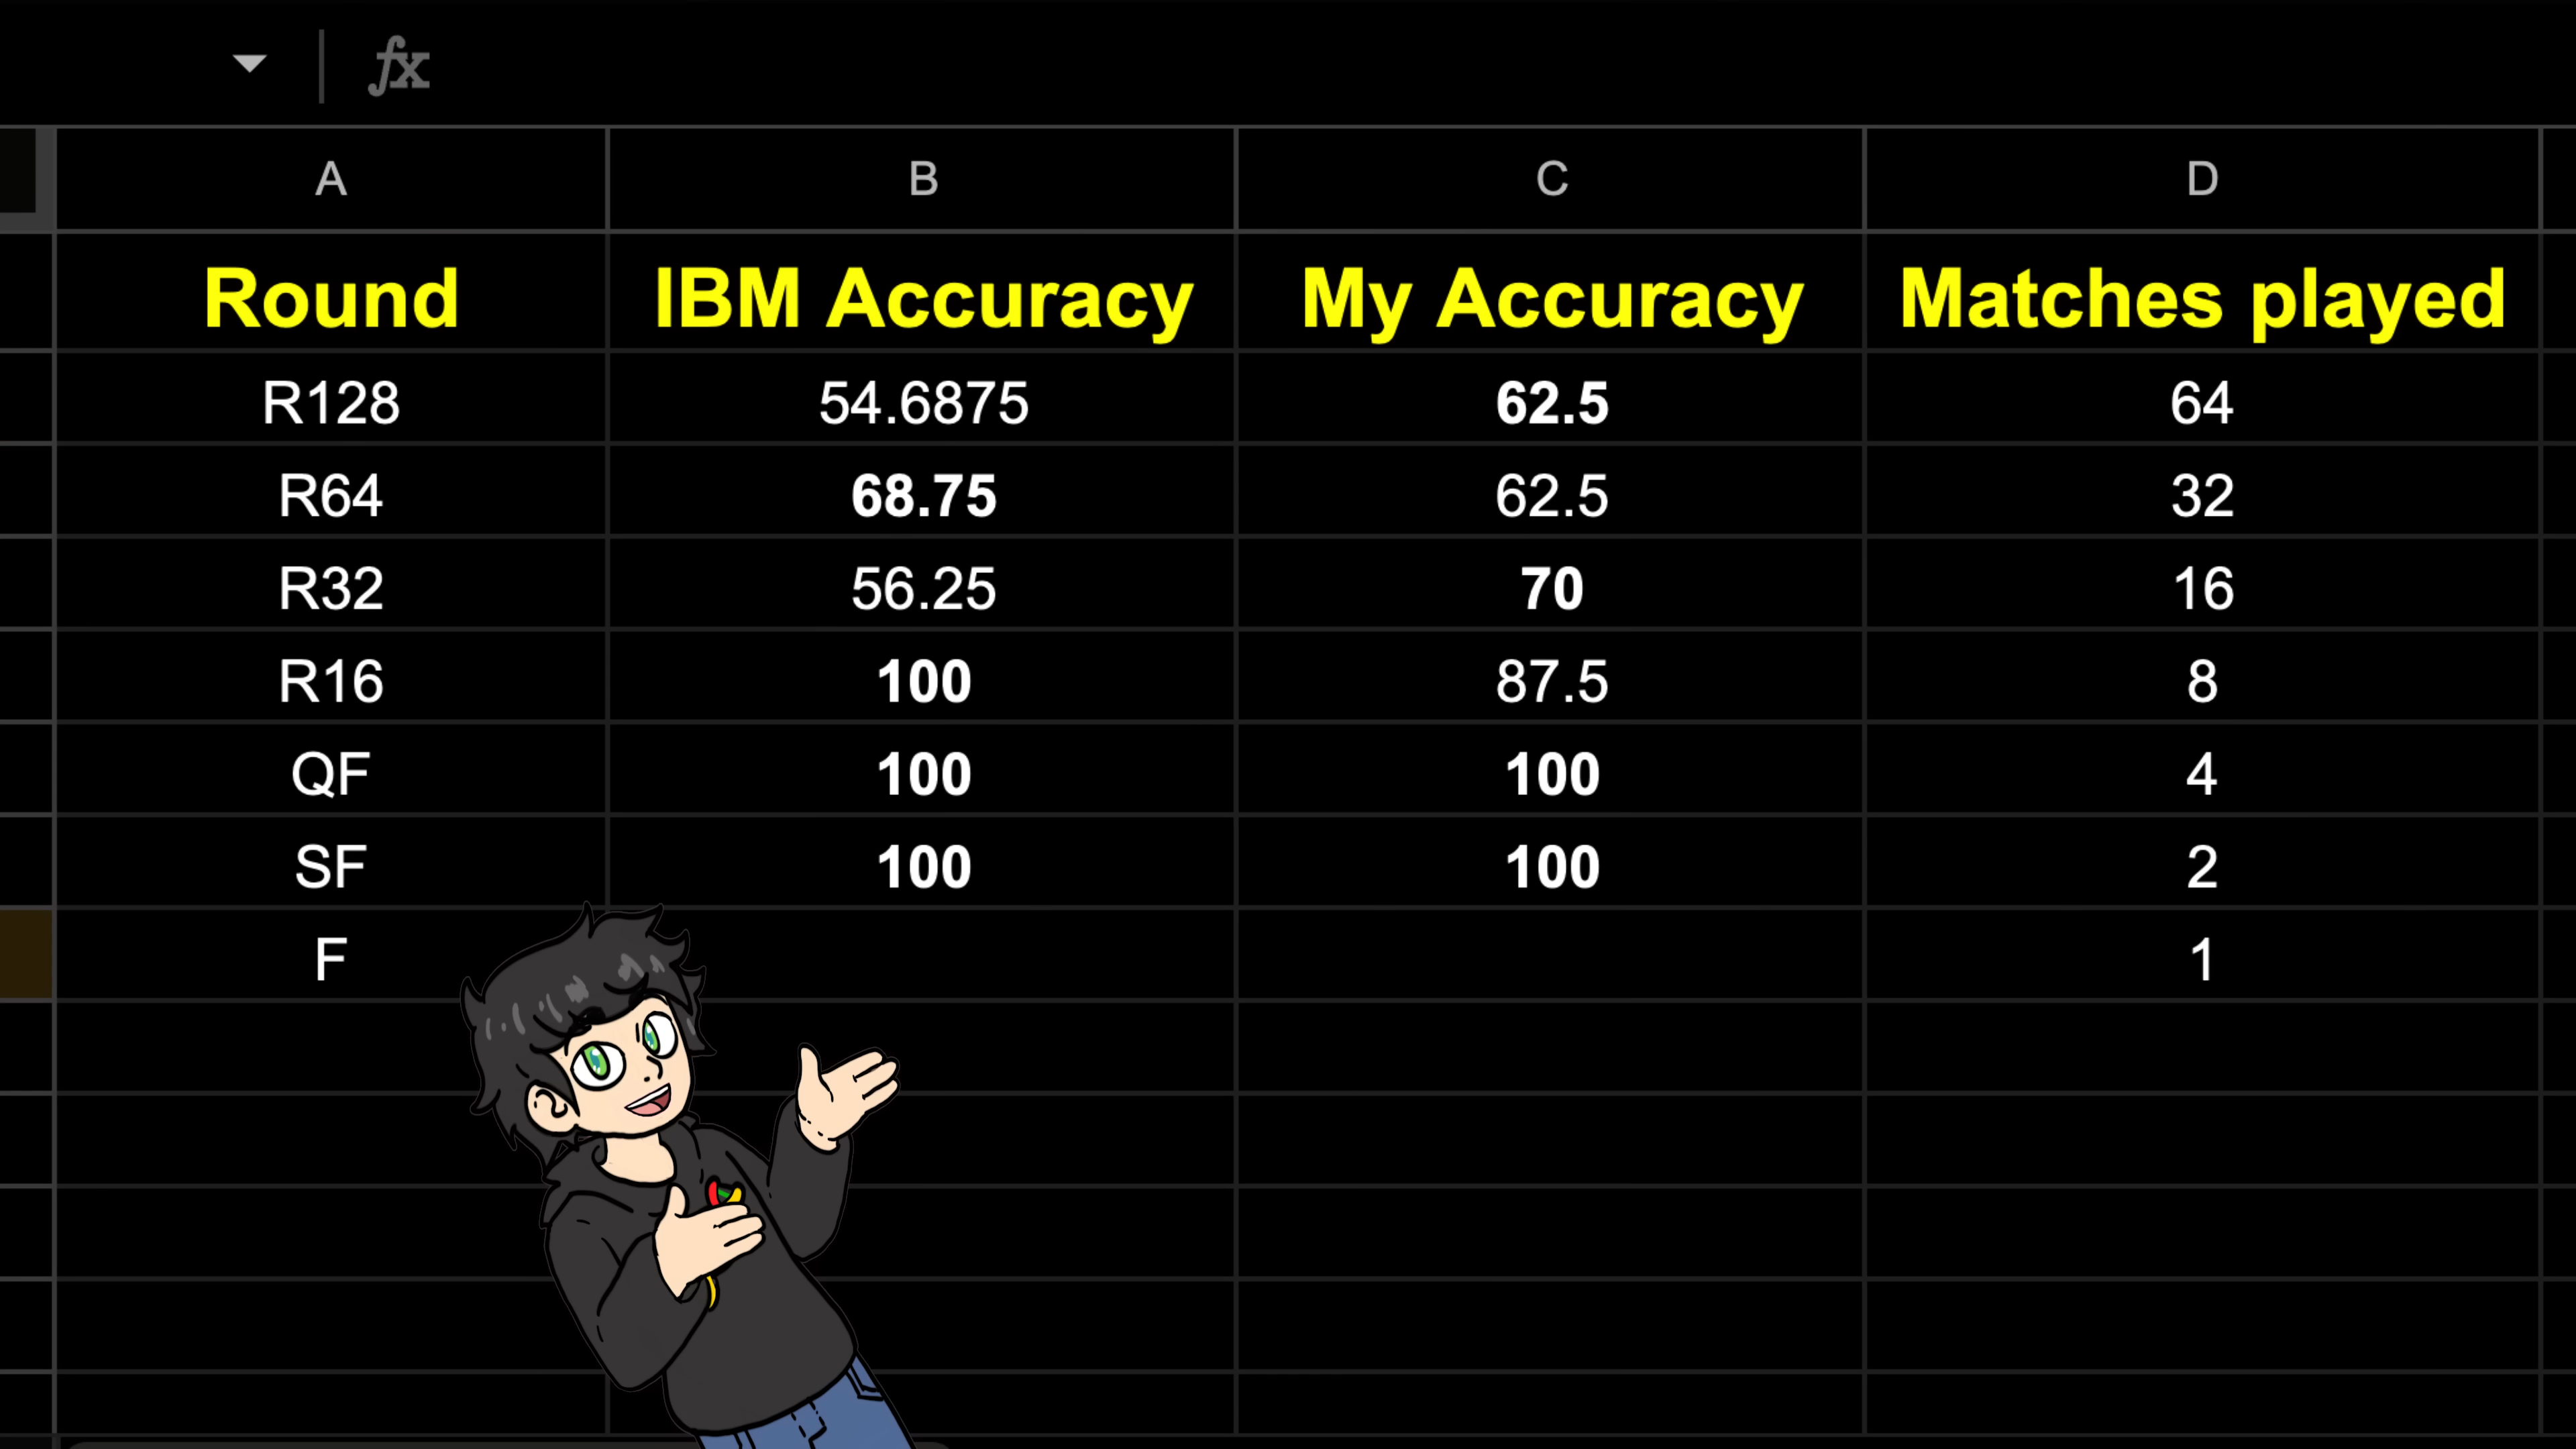 fx
A B C D
Round IBM Accuracy My Accuracy Matches played
R128 54.6875 62.5 64
R64 68.75 62.5 32
R32 56.25 70 16
R16 100 87.5 8
QF 100 100 4
SF 100 100 2
F 1